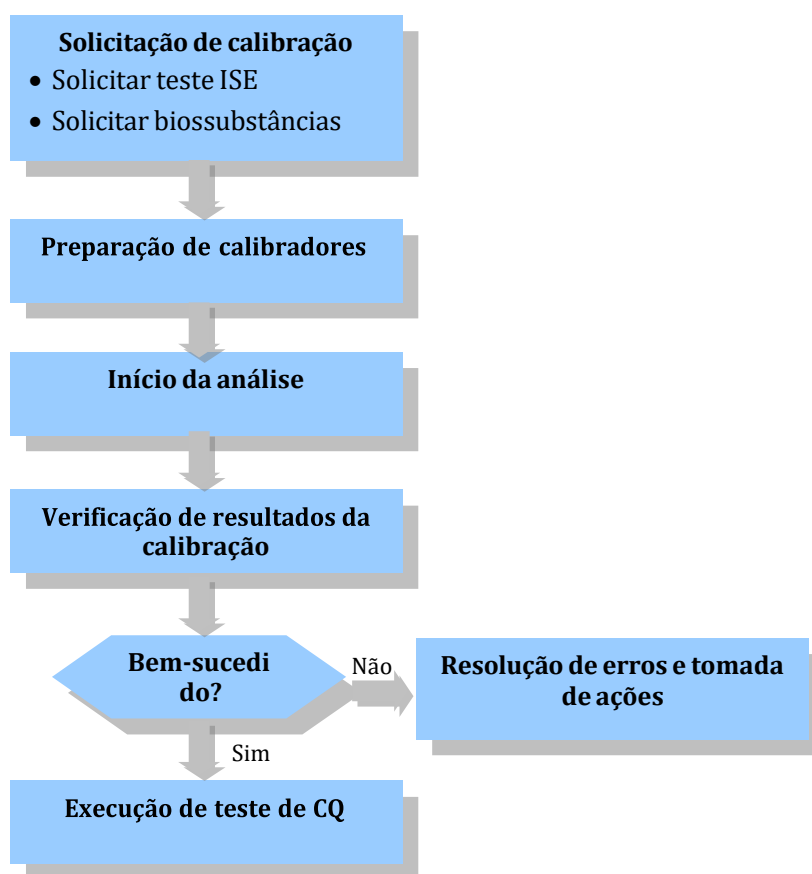 Solicitação de calibração
• Solicitar teste ISE
• Solicitar biossubstâncias
Preparação de calibradores
Início da análise
Verificação de resultados da
calibração
Bem-sucedi
do?
Não
Resolução de erros e tomada
de ações
Sim
Execução de teste de CQ